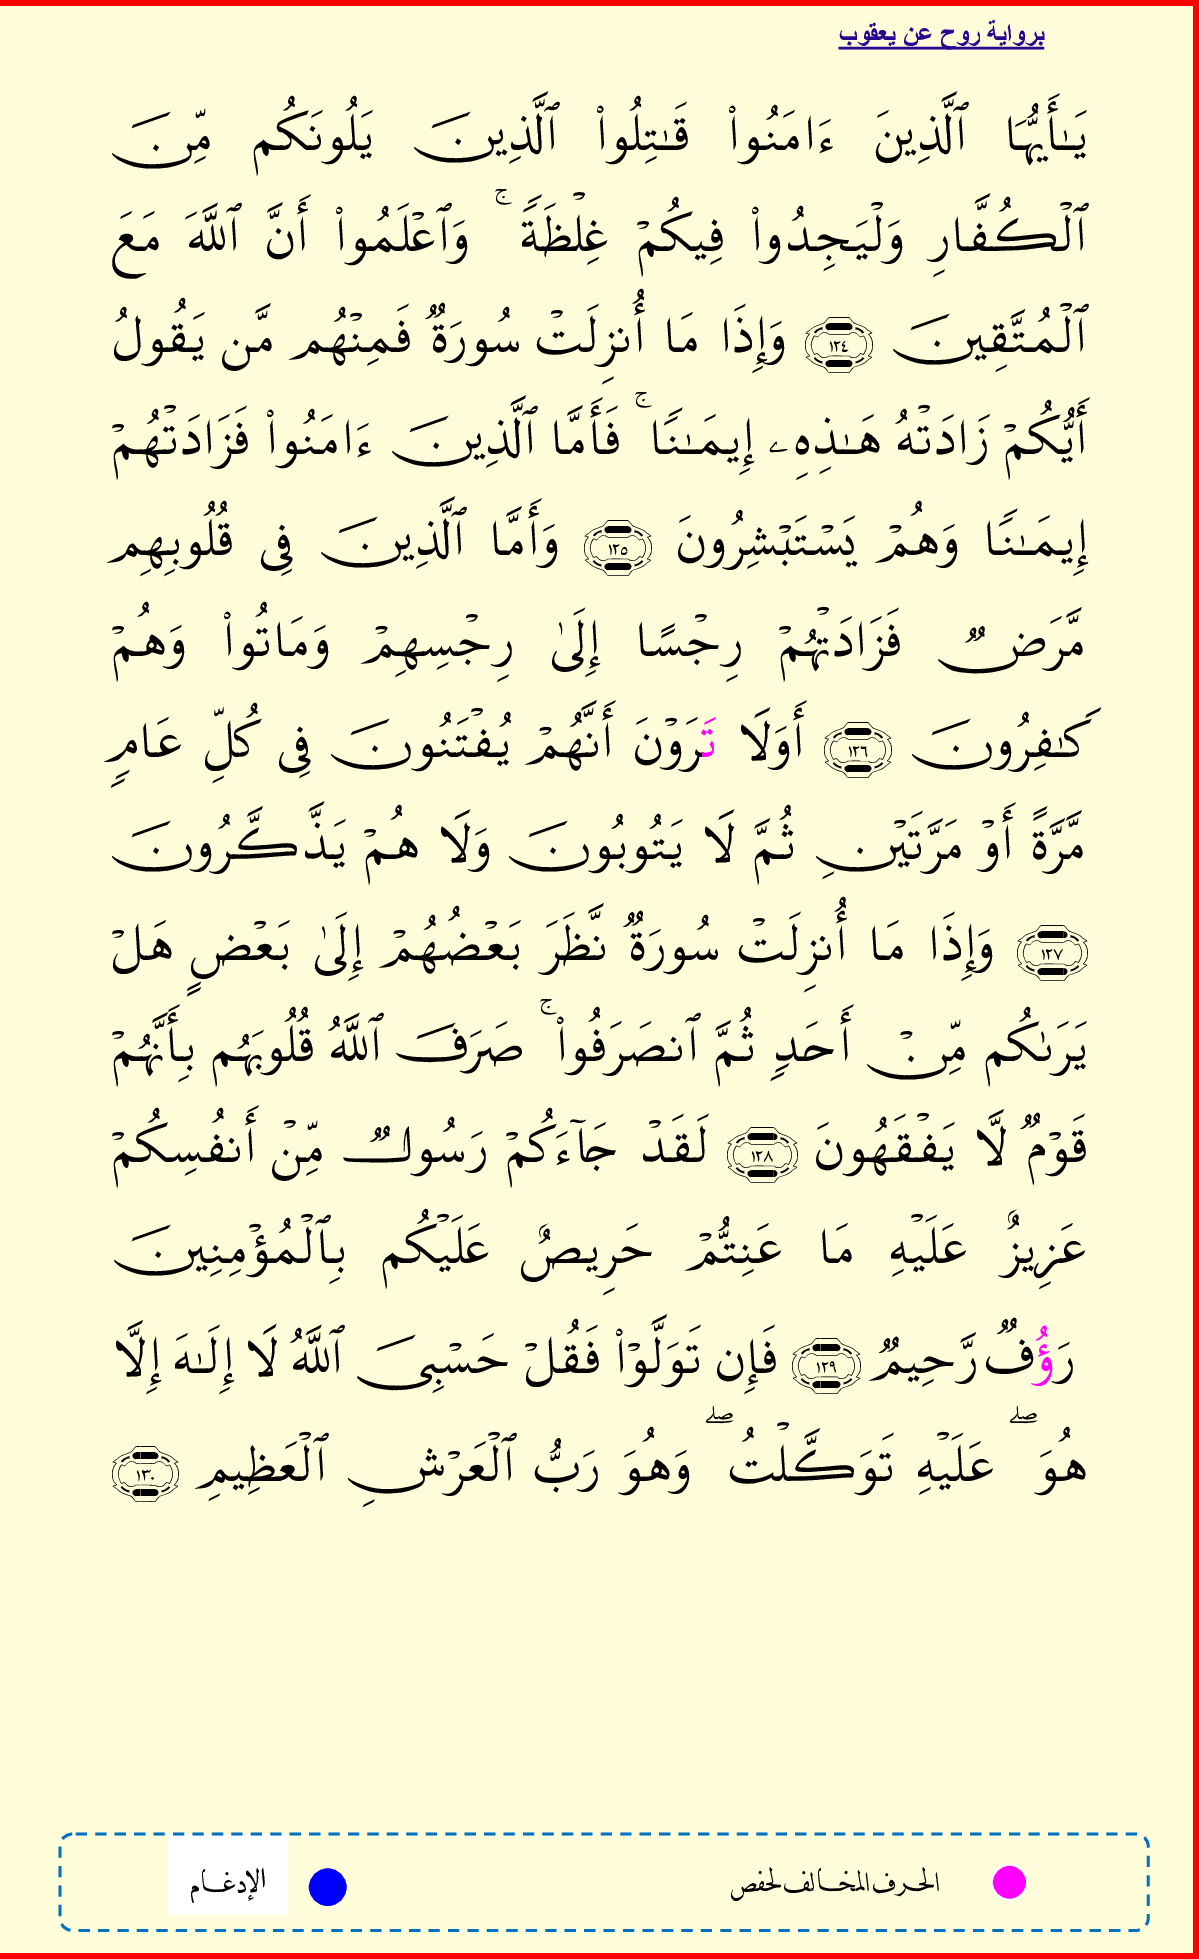 برواية روح عن يعقوب
يَـٰٓأَيُّهَا ٱلَّذِينَ ءَامَنُواْ قَـٰتِلُواْ ٱلَّذِينَ يَلُونَكُم مِّنَ
ٱلْكُفَّارِ وَلْيَجِدُواْ فِيكُمْ غِلْظَةً ۚ وَٱعْلَمُواْ أَنَّ ٱللَّهَ مَعَ
ٱلْمُتَّقِينَ ١٢٤ وَإِذَا مَا أُنزِلَتْ سُورَةٌ فَمِنْهُم مَّن يَقُولُ
أَيُّكُمْ زَادَتْهُ هَـٰذِهِۦ إِيمَـٰنًا ۚ فَأَمَّا ٱلَّذِينَ ءَامَنُواْ فَزَادَتْهُمْ
إِيمَـٰنًا وَهُمْ يَسْتَبْشِرُونَ ١٢٥ وَأَمَّا ٱلَّذِينَ فِى قُلُوبِهِم
مَّرَضٌ فَزَادَتْهُمْ رِجْسًا إِلَىٰ رِجْسِهِمْ وَمَاتُواْ وَهُمْ
كَـٰفِرُونَ ١٢٦ أَوَلَا تَرَوْنَ أَنَّهُمْ يُفْتَنُونَ فِى كُلِّ عَامٍ
مَّرَّةً أَوْ مَرَّتَيْنِ ثُمَّ لَا يَتُوبُونَ وَلَا هُمْ يَذَّكَّرُونَ
١٢٧ وَإِذَا مَا أُنزِلَتْ سُورَةٌ نَّظَرَ بَعْضُهُمْ إِلَىٰ بَعْضٍ هَلْ
يَرَىٰكُم مِّنْ أَحَدٍ ثُمَّ ٱنصَرَفُواْ ۚ صَرَفَ ٱللَّهُ قُلُوبَهُم بِأَنَّهُمْ
قَوْمٌ لَّا يَفْقَهُونَ ١٢٨ لَقَدْ جَآءَكُمْ رَسُولٌ مِّنْ أَنفُسِكُمْ
عَزِيزٌ عَلَيْهِ مَا عَنِتُّمْ حَرِيصٌ عَلَيْكُم بِٱلْمُؤْمِنِينَ
رَؤُفٌ رَّحِيمٌ ١٢٩ فَإِن تَوَلَّوْاْ فَقُلْ حَسْبِىَ ٱللَّهُ لَا إِلَـٰهَ إِلَّا
هُوَ ۖ عَلَيْهِ تَوَكَّلْتُ ۖ وَهُوَ رَبُّ ٱلْعَرْشِ ٱلْعَظِيمِ ١٣٠
الحرف المخالف لحفص
الإدغام